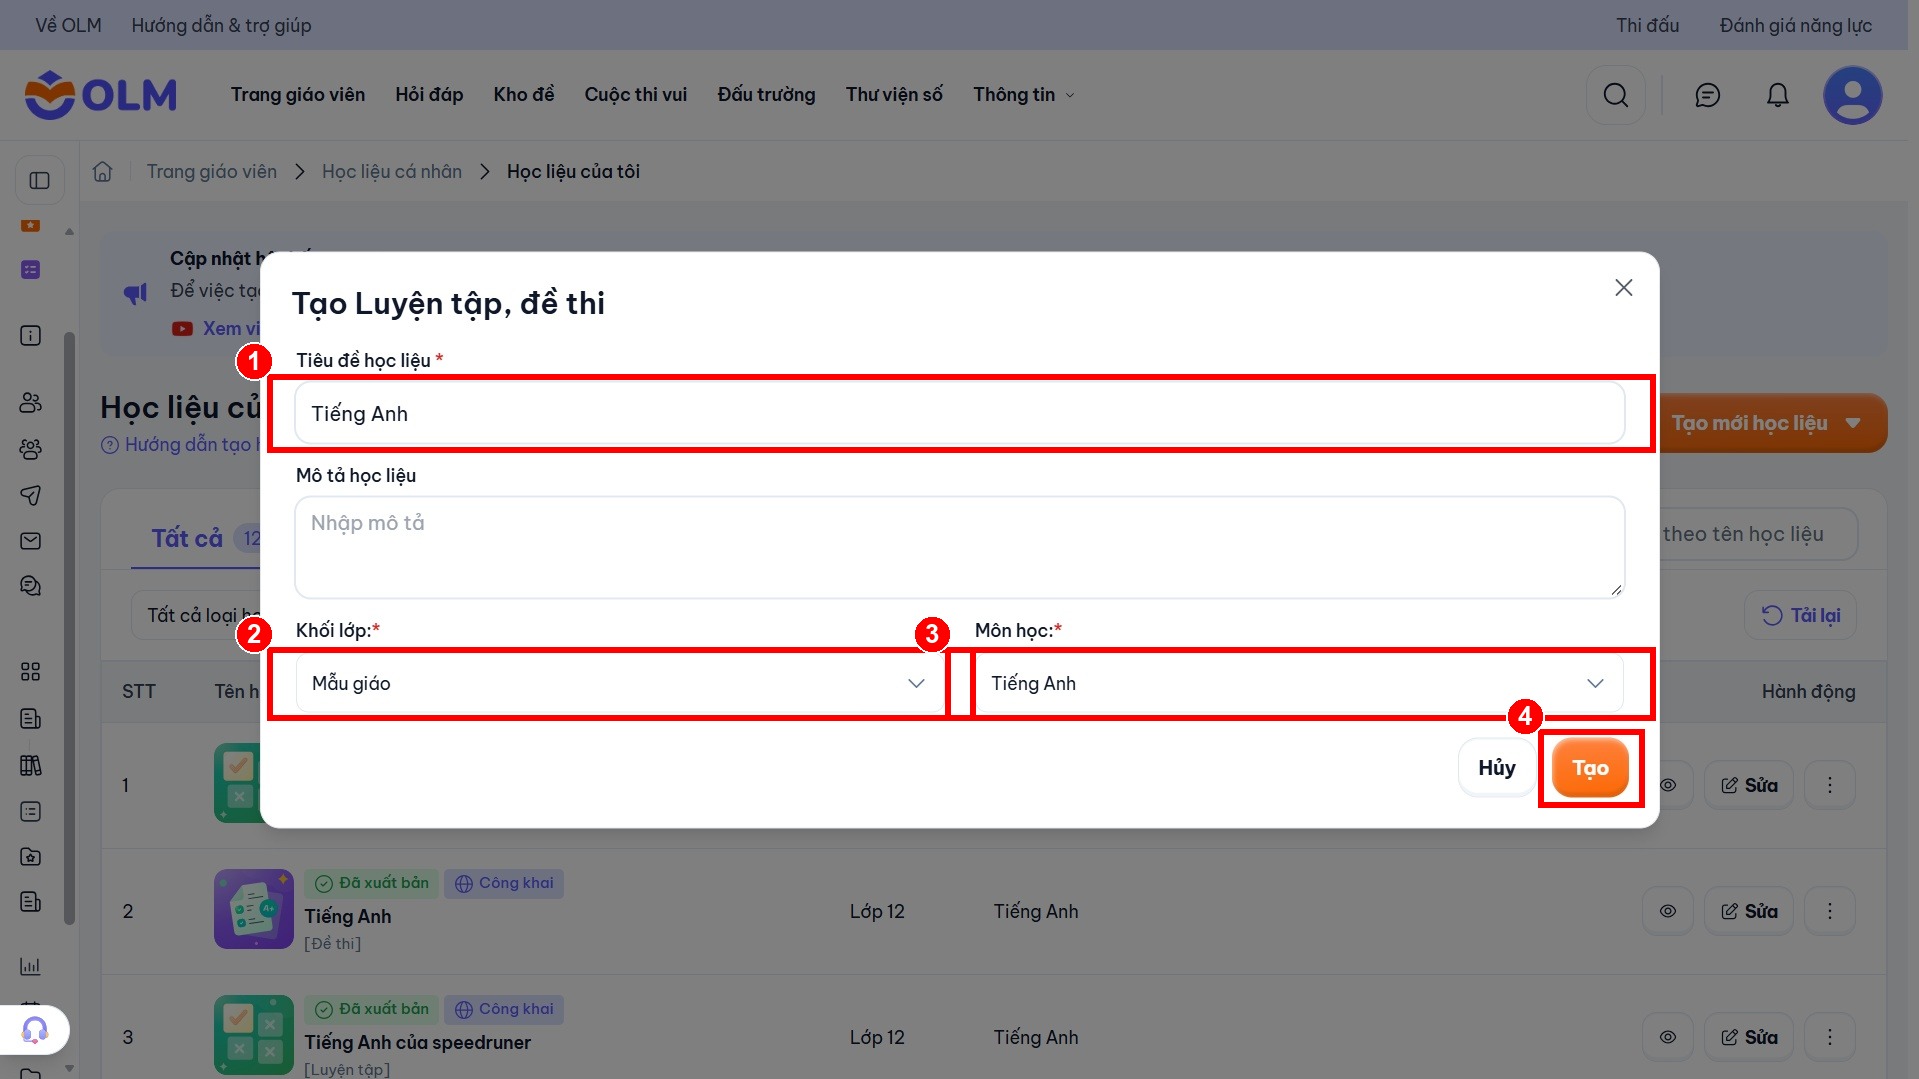 Về OLM Hướng dẫn & trợ giúp Thi đấu Đánh giá năng lực
OLM Trang giáo viên Hỏi đáp Kho đề Cuộc thi vui Đấu trường Thư viện số Thông tin
Trang giáo viên Học liệu cá nhân Học liệu của tôi
Cập nhật
Để việc tạo
Xem vi
Tạo Luyện tập, đề thi
1 Tiêu đề học liệu *
Tiếng Anh
Học liệu củ
Hướng dẫn tạo
Tạo mới học liệu
Mô tả học liệu
Nhập mô tả
Tất cả 12
theo tên học liệu
Tất cả loại
Tải lại
2 Khối lớp:* 3 Môn học:*
Mẫu giáo Tiếng Anh
STT Tên h Hành động
4
Hủy Tạo
1 Sửa
Đã xuất bản Công khai
2 Tiếng Anh Lớp 12 Tiếng Anh Sửa
[Đề thi]
A+
Đã xuất bản Công khai
3 Tiếng Anh của speedruner Lớp 12 Tiếng Anh Sửa
[Luyện tập]